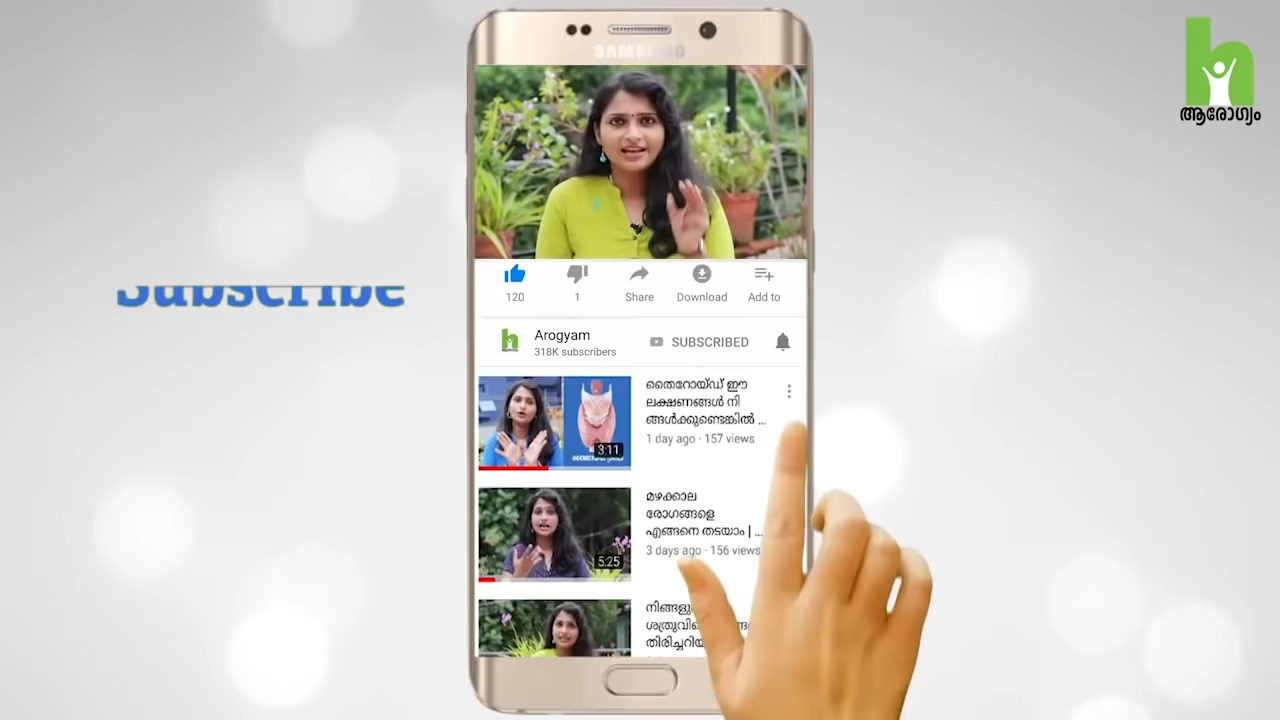 SAMSUNG
ആരോഗ്യം
Subscribe
120
1
Share
Download
Add to
Arogyam
318K subscribers
SUBSCRIBED
തൈറോയ്ഡ് ഈ
ലക്ഷണങ്ങൾ നി
ങ്ങൾക്കുണ്ടെങ്കിൽ ...
1 day ago · 157 views
3:11
മഴക്കാല
രോഗങ്ങളെ
എങ്ങനെ തടയാം | ...
3 days ago · 156 views
5:25